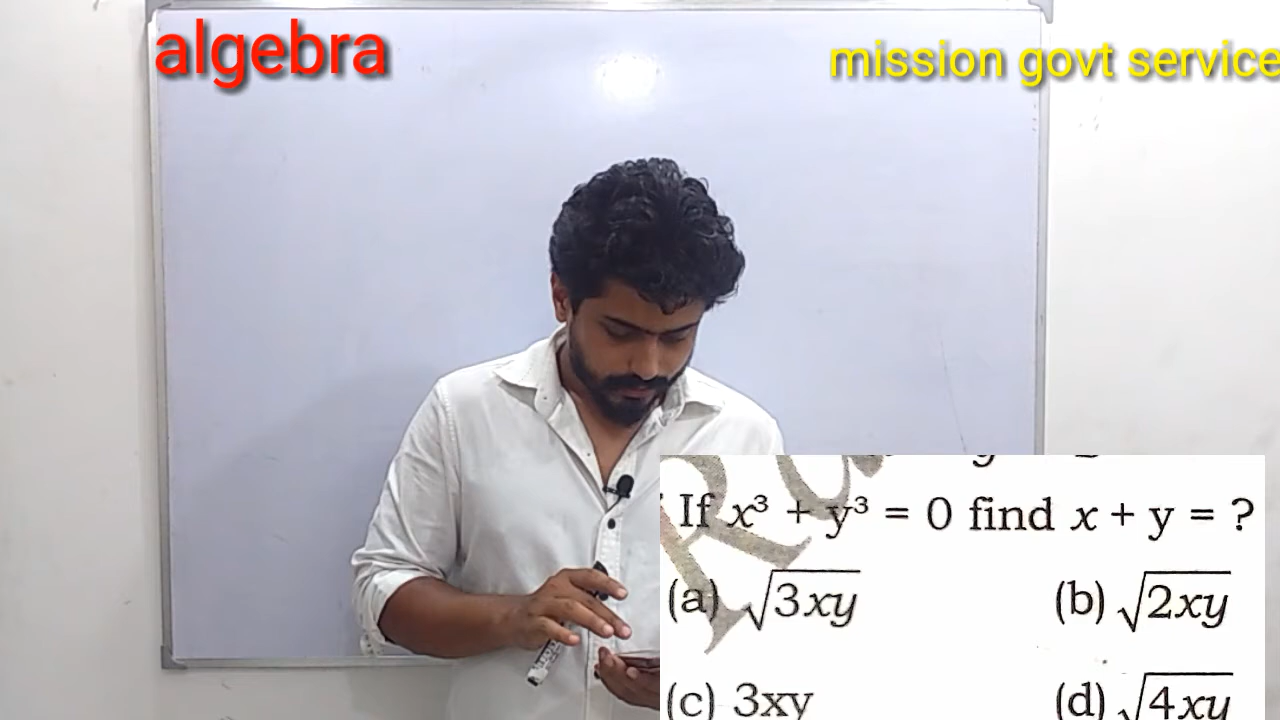 algebra
mission govt service
If x³ + y³ = 0 find x + y = ?
(a) √3xy (b) √2xy
(c) 3xy (d) √4xy